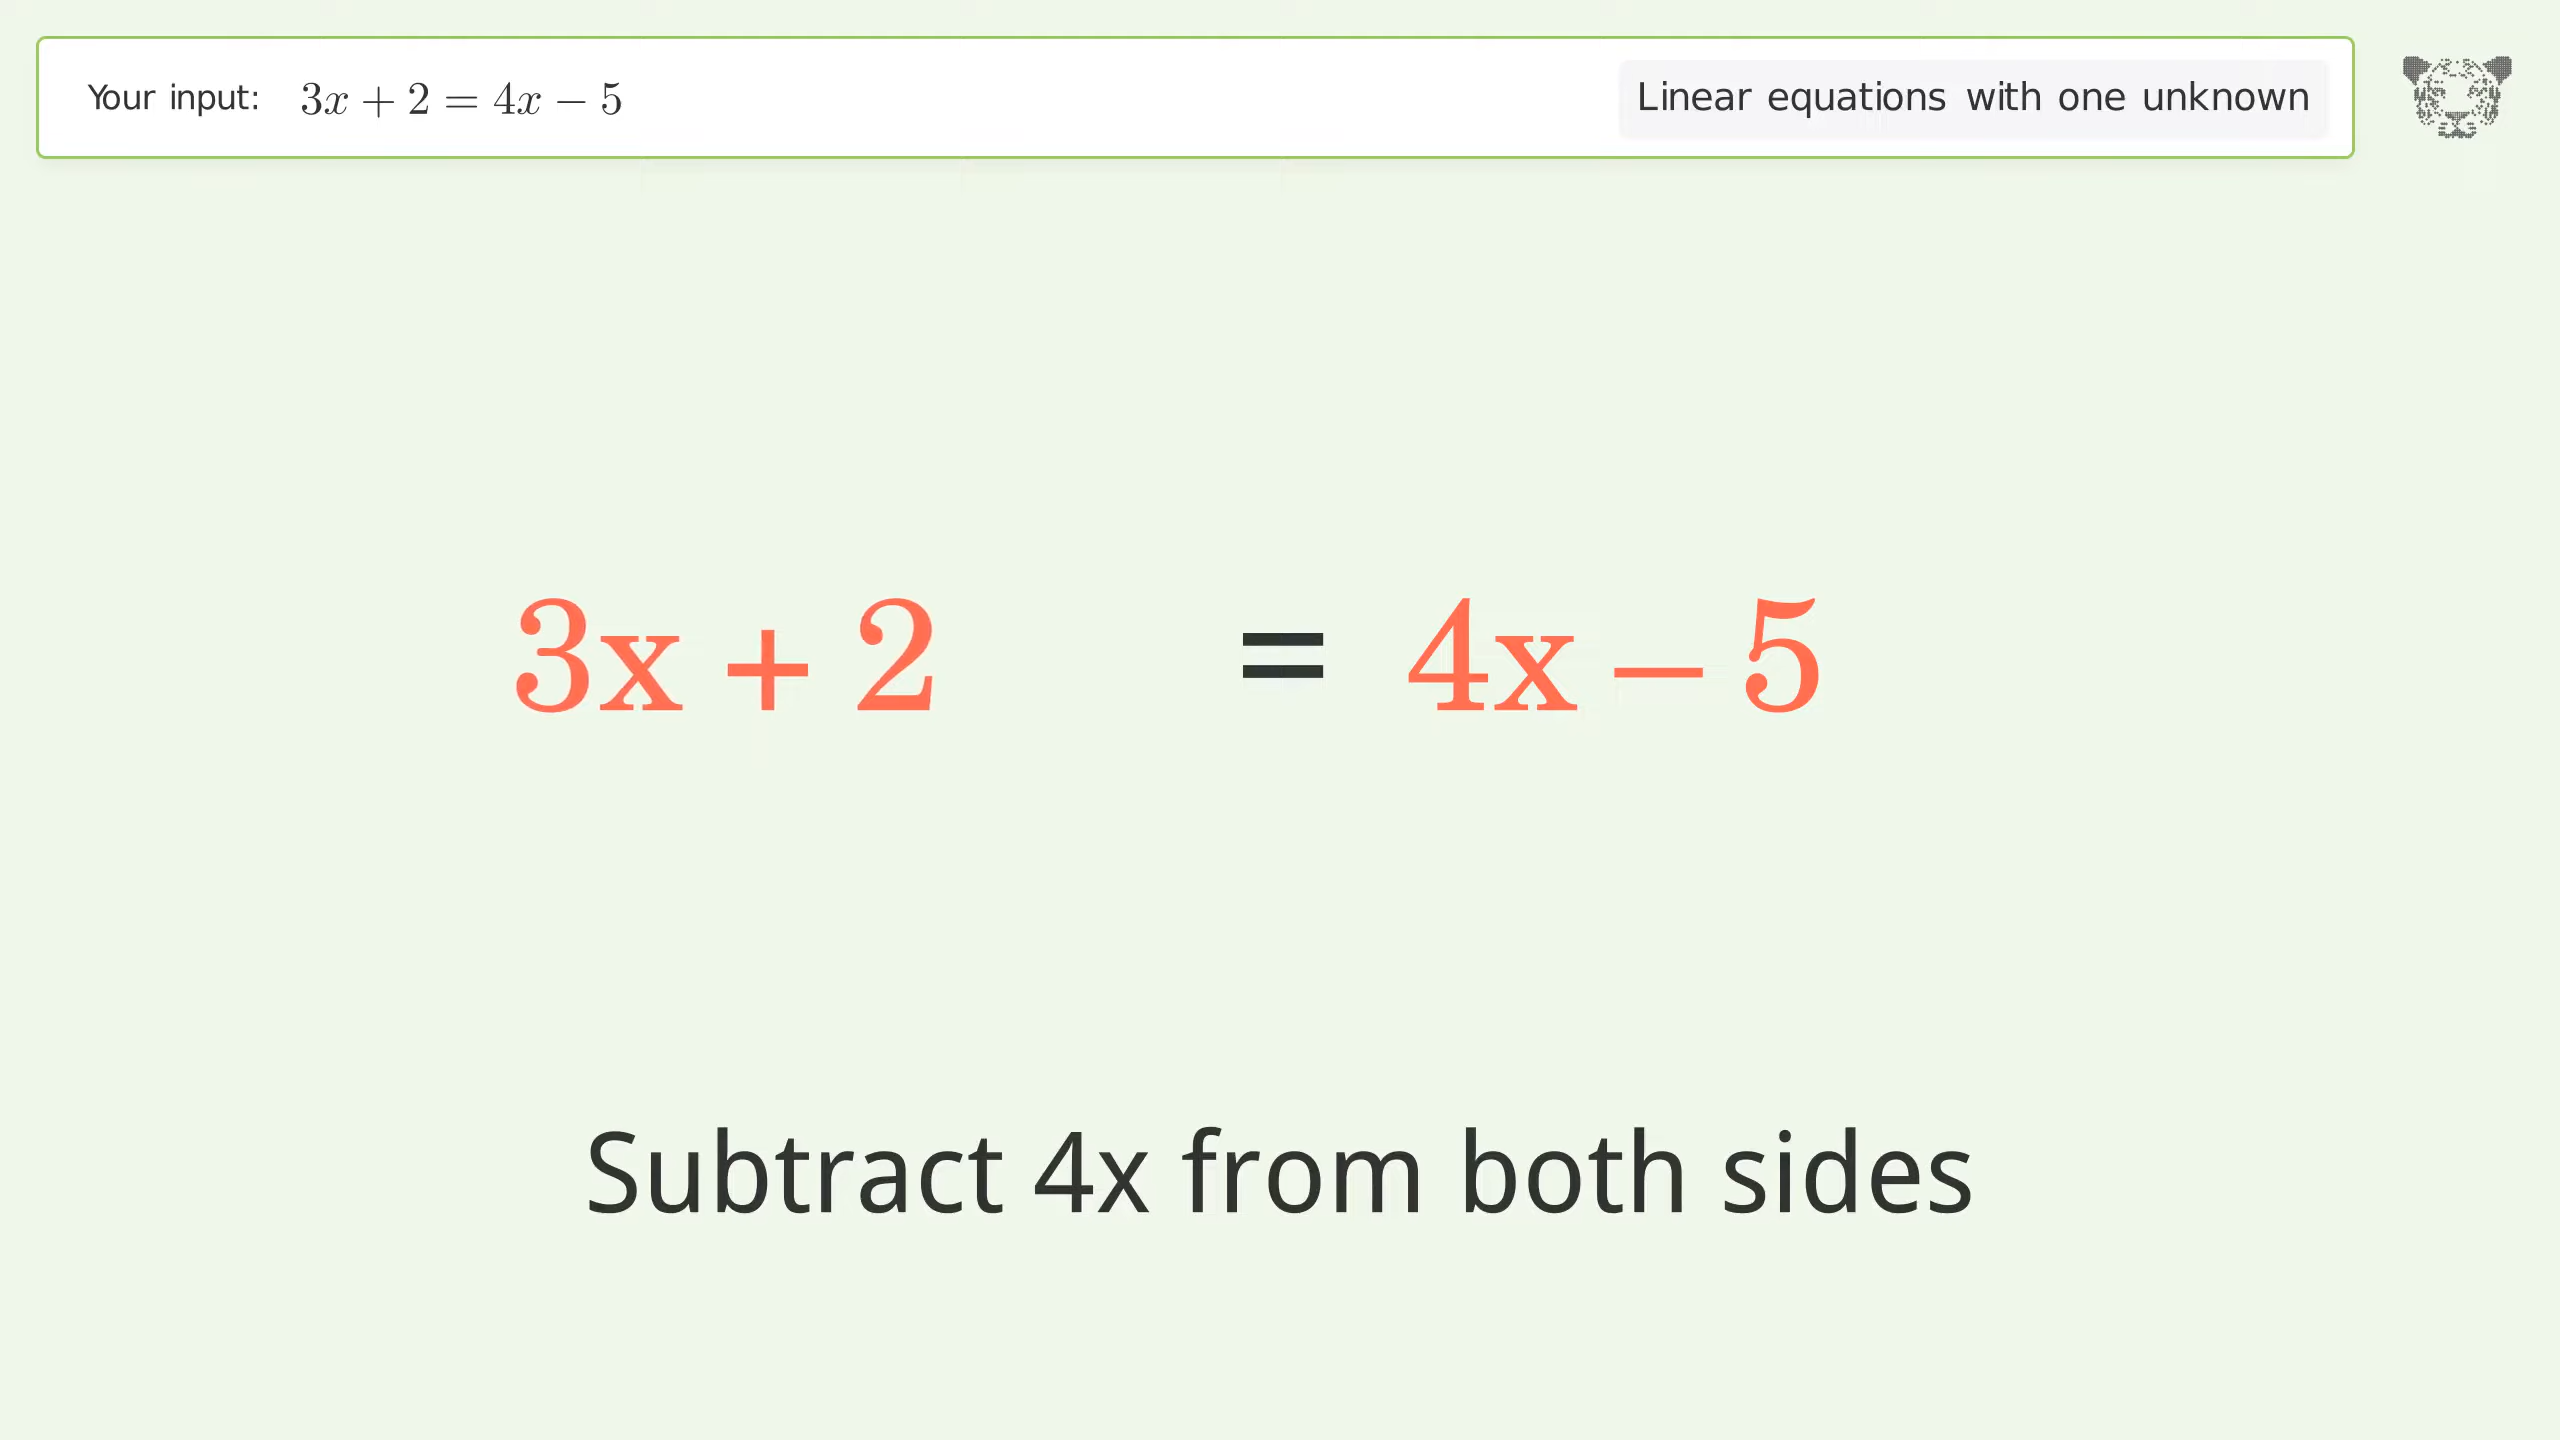 Your input: 3x + 2 = 4x − 5
Linear equations with one unknown
3x + 2 = 4x − 5
Subtract 4x from both sides